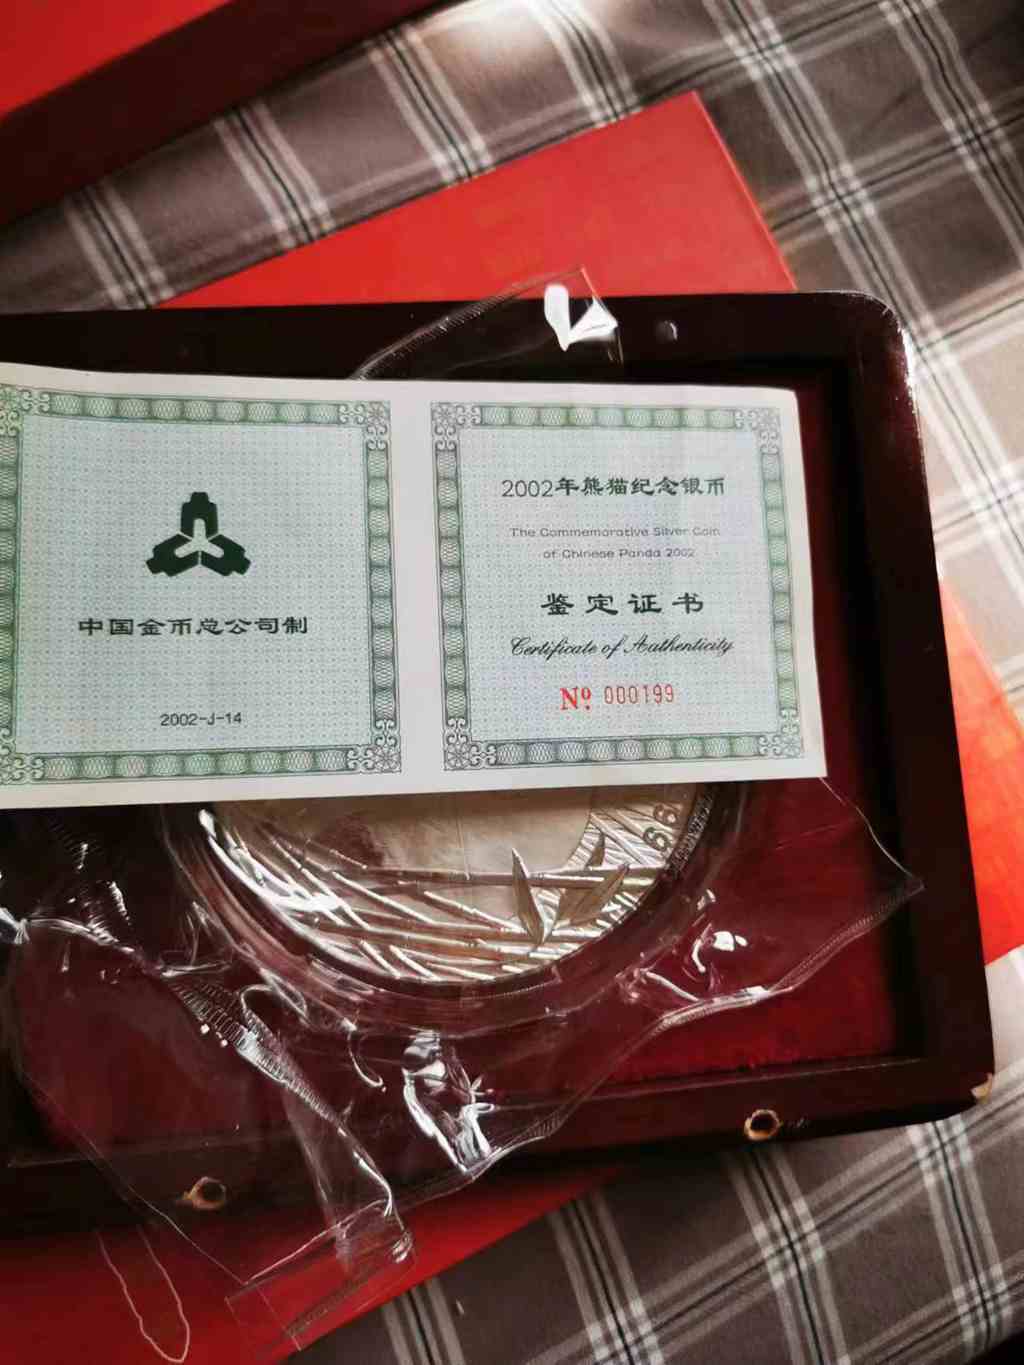 中国金币总公司制
2002-J-14
2002年熊猫纪念银币
The Commemorative Silver Coin
of Chinese Panda 2002
鉴定证书
Certificate of Authenticity
Nº. 000199